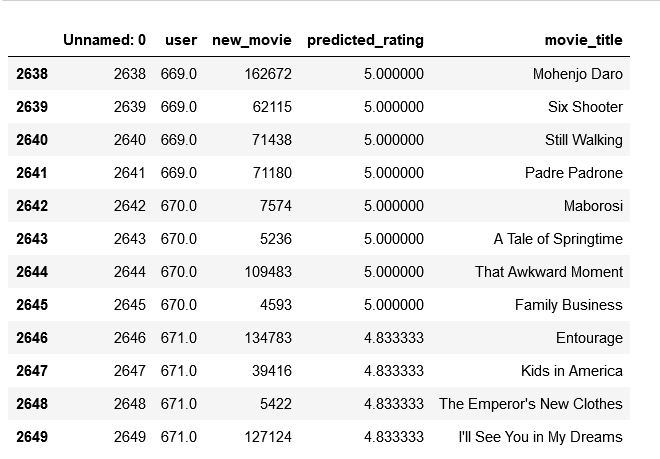 Unnamed: 0 user new_movie predicted_rating movie_title
2638 2638 669.0 162672 5.000000 Mohenjo Daro
2639 2639 669.0 62115 5.000000 Six Shooter
2640 2640 669.0 71438 5.000000 Still Walking
2641 2641 669.0 71180 5.000000 Padre Padrone
2642 2642 670.0 7574 5.000000 Maborosi
2643 2643 670.0 5236 5.000000 A Tale of Springtime
2644 2644 670.0 109483 5.000000 That Awkward Moment
2645 2645 670.0 4593 5.000000 Family Business
2646 2646 671.0 134783 4.833333 Entourage
2647 2647 671.0 39416 4.833333 Kids in America
2648 2648 671.0 5422 4.833333 The Emperor's New Clothes
2649 2649 671.0 127124 4.833333 I'll See You in My Dreams